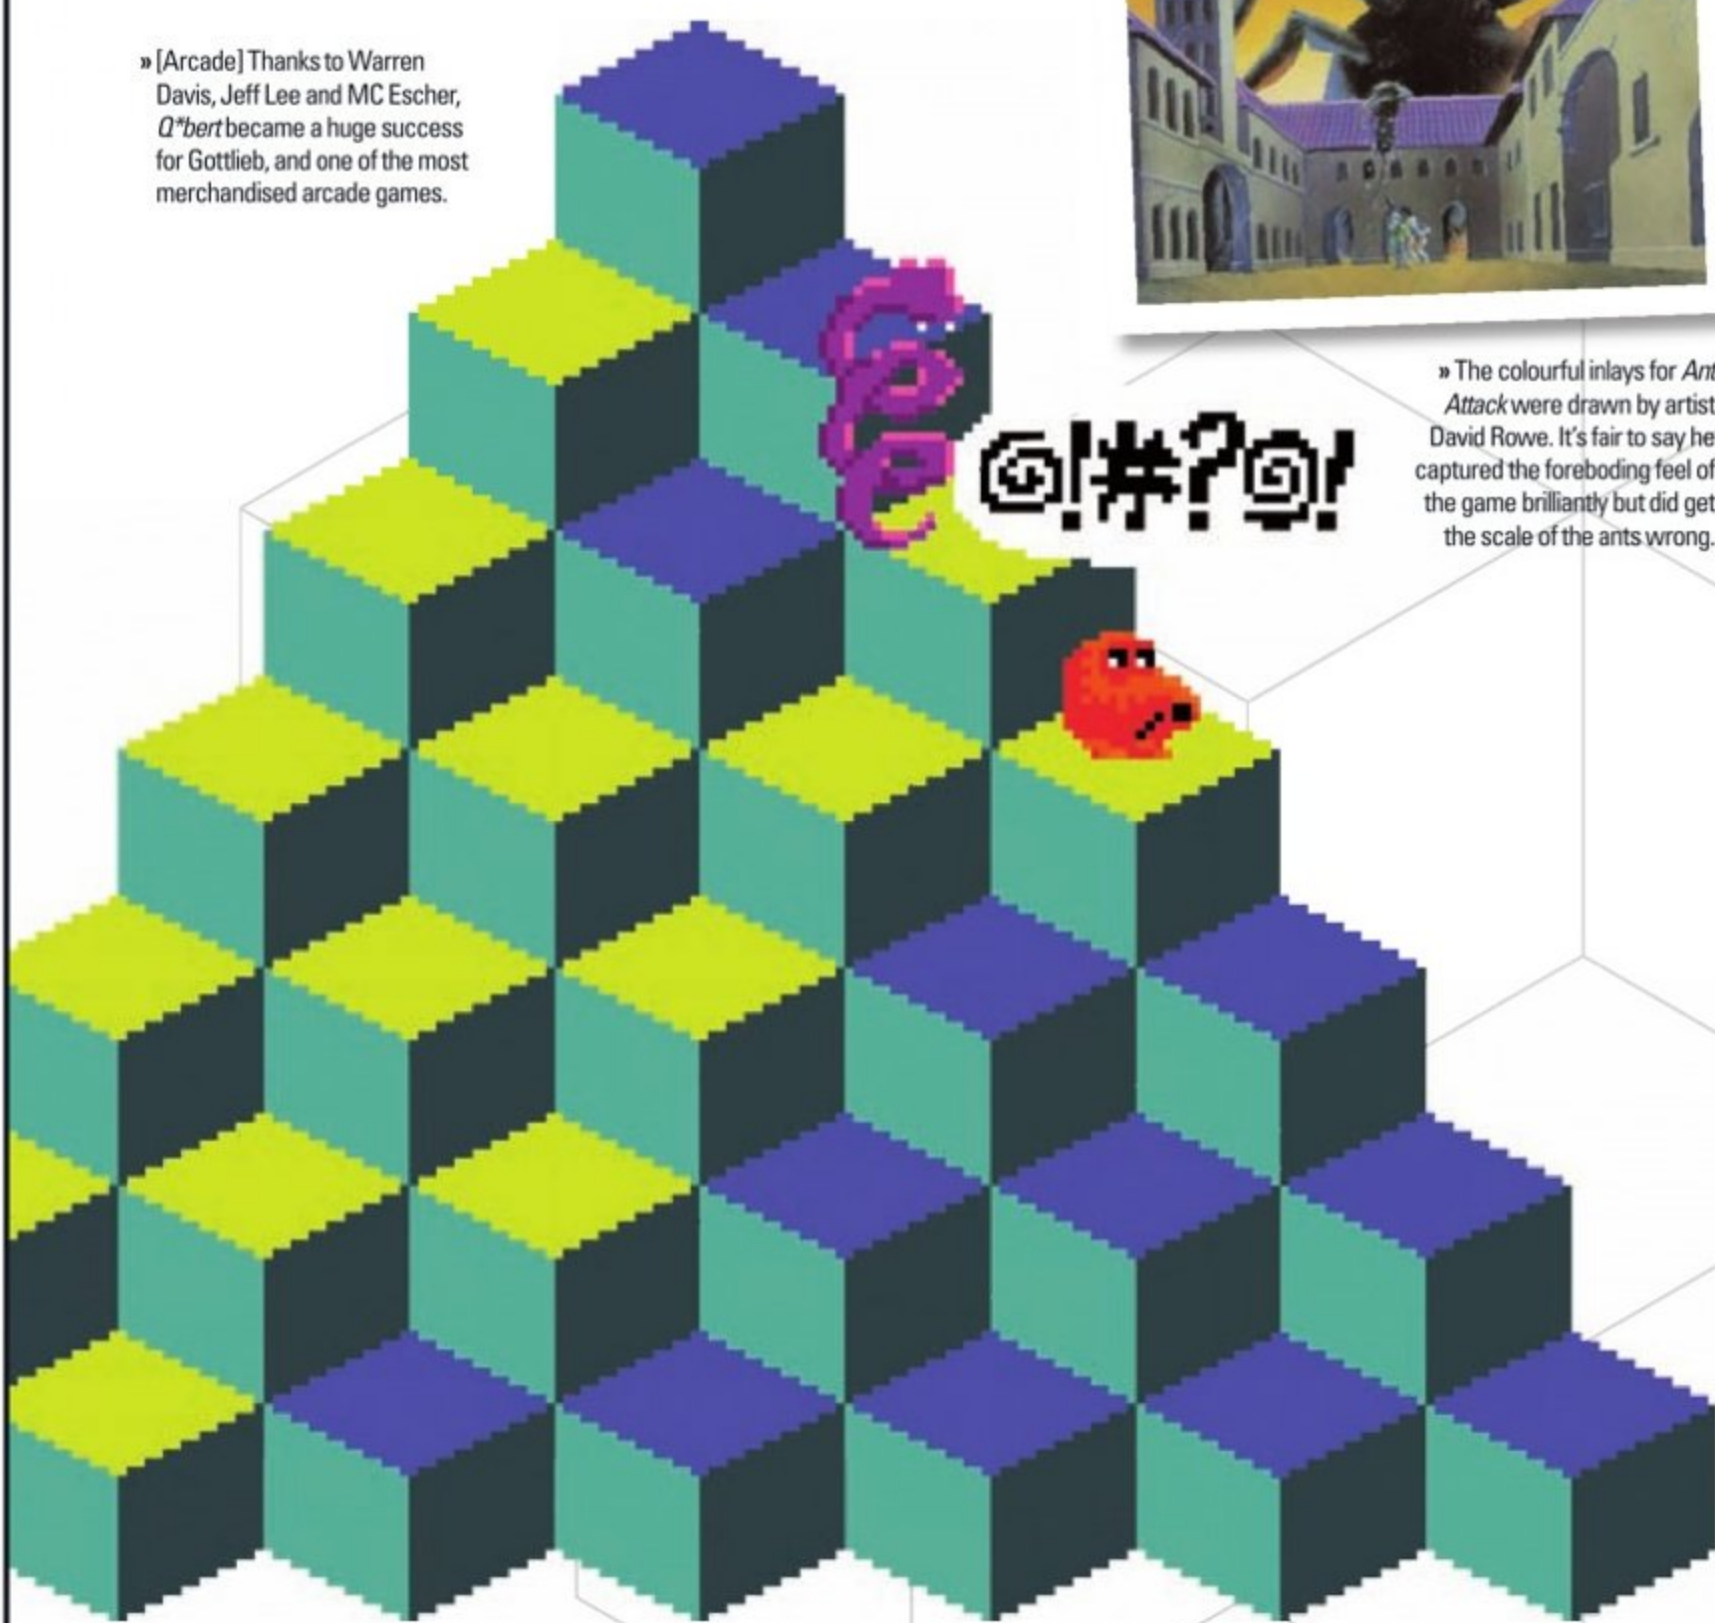 » [Arcade] Thanks to Warren
Davis, Jeff Lee and MC Escher,
Q*bert became a huge success
for Gottlieb, and one of the most
merchandised arcade games.
@!#?@!
» The colourful inlays for Ant
Attack were drawn by artist
David Rowe. It's fair to say he
captured the foreboding feel of
the game brilliantly but did get
the scale of the ants wrong.